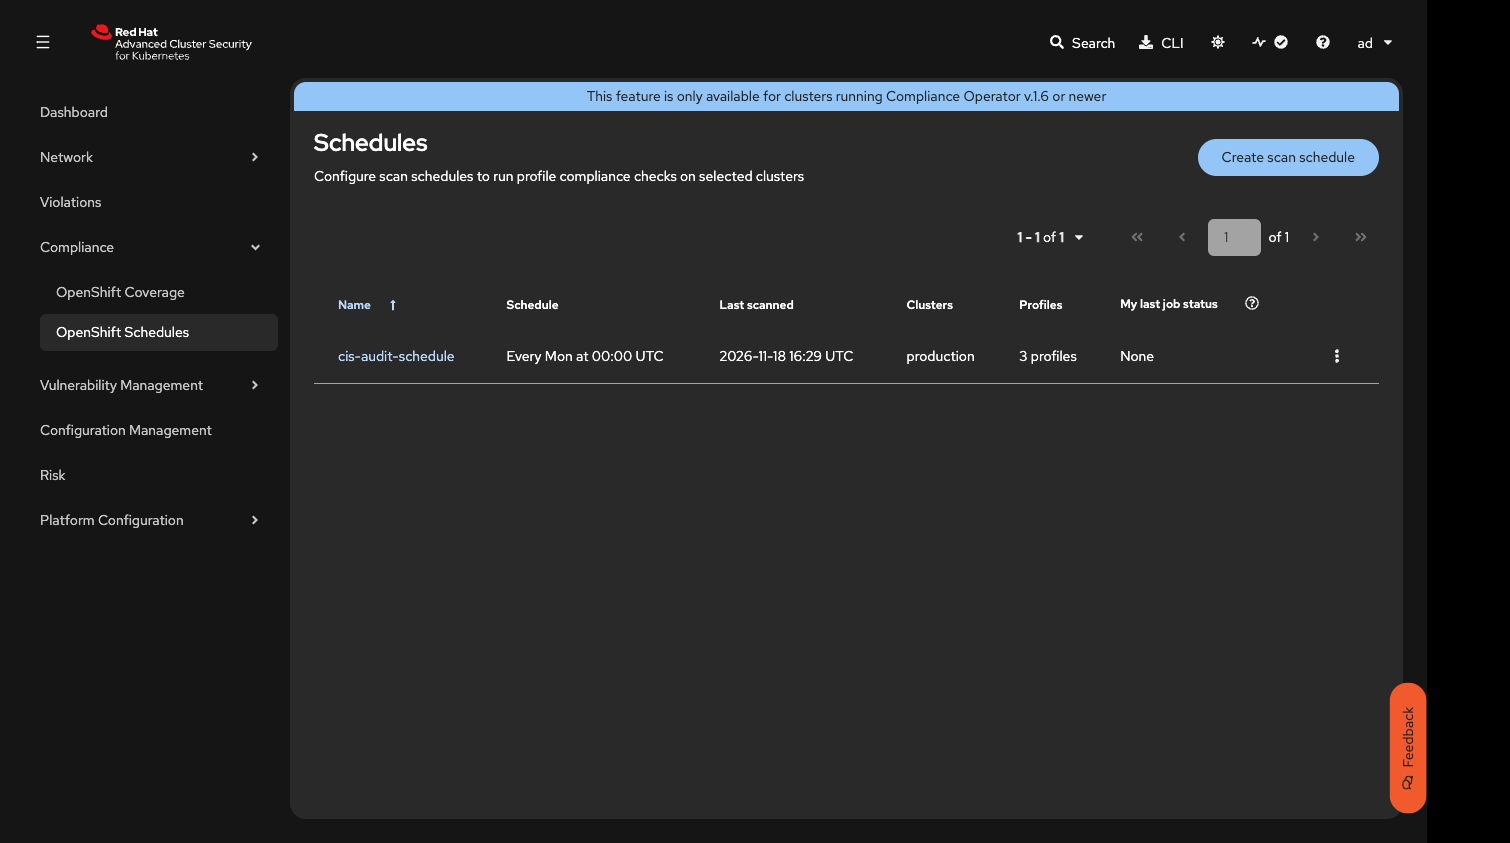 Red Hat
Advanced Cluster Security
for Kubernetes
Search
CLI
ad
Dashboard
Network
Violations
Compliance
OpenShift Coverage
OpenShift Schedules
Vulnerability Management
Configuration Management
Risk
Platform Configuration
This feature is only available for clusters running Compliance Operator v.1.6 or newer
Schedules
Configure scan schedules to run profile compliance checks on selected clusters
Create scan schedule
1 - 1 of 1
1
of 1
Name Schedule Last scanned Clusters Profiles My last job status
cis-audit-schedule Every Mon at 00:00 UTC 2026-11-18 16:29 UTC production 3 profiles None
Feedback